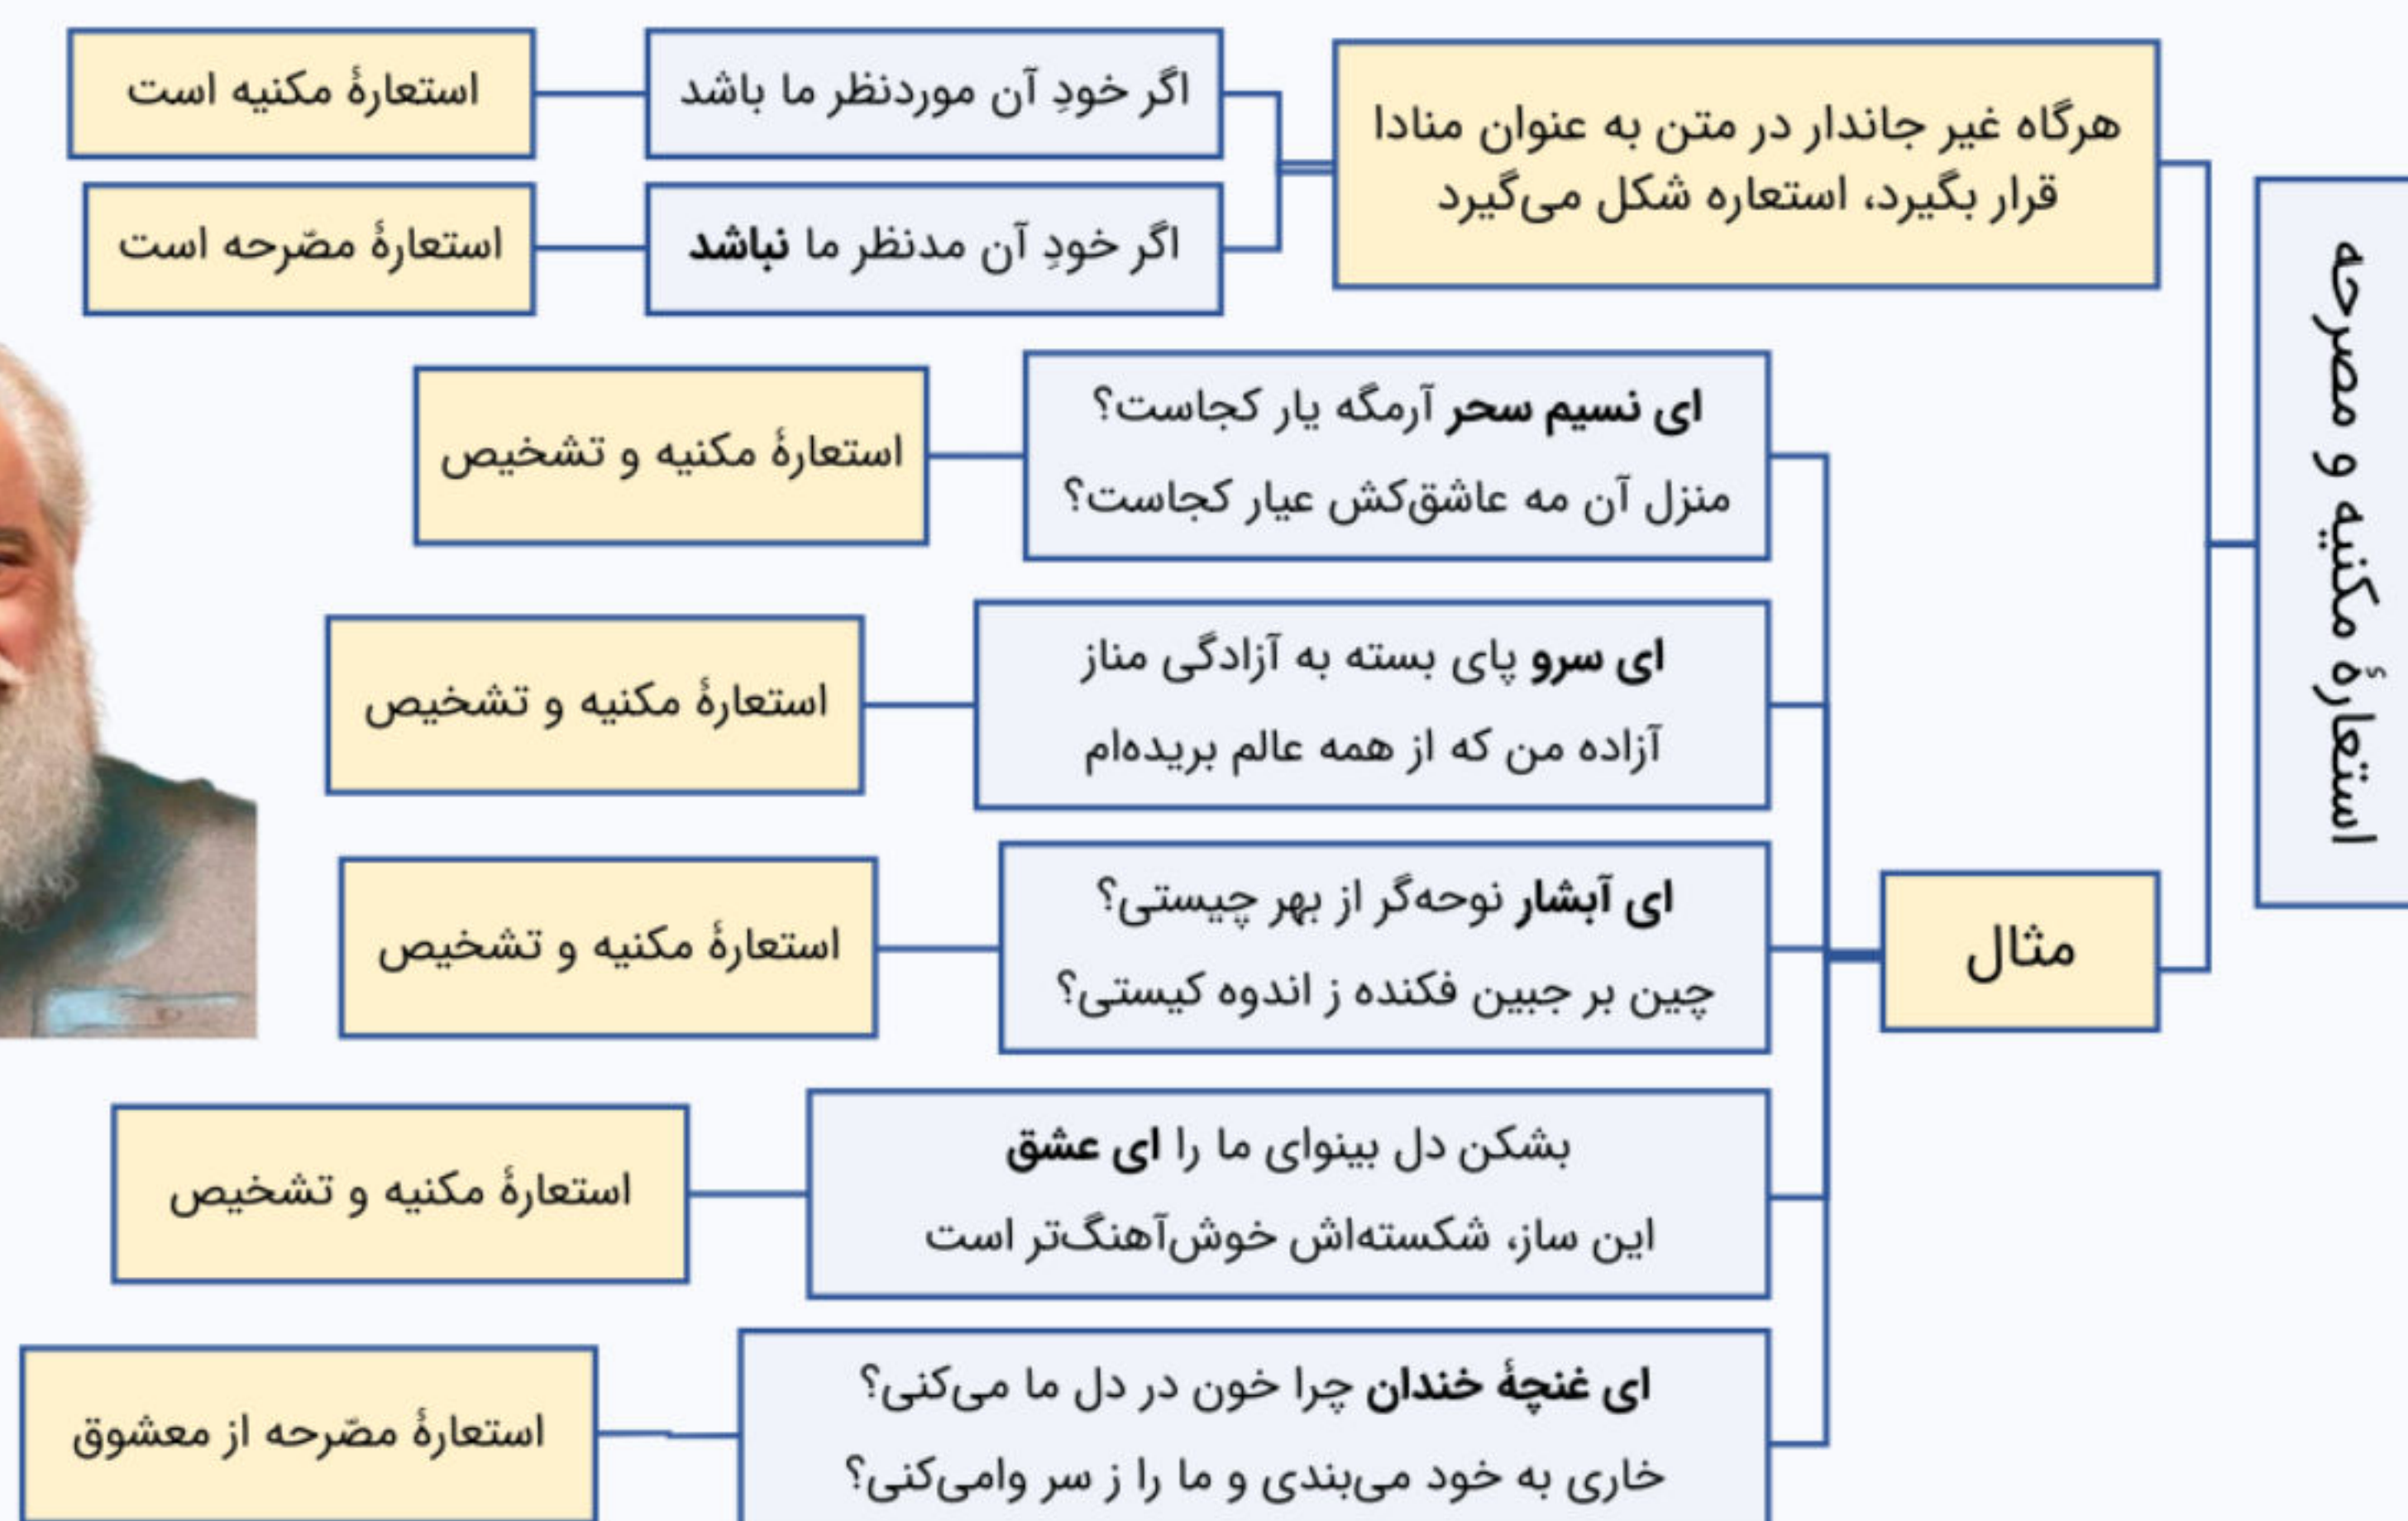 استعارهٔ مکنیه و مصرحه
هرگاه غیر جاندار در متن به عنوان منادا
قرار بگیرد، استعاره شکل می‌گیرد
اگر خودِ آن موردنظر ما باشد
استعارهٔ مکنیه است
اگر خودِ آن مدنظر ما نباشد
استعارهٔ مصّرحه است
مثال
ای نسیم سحر آرمگه یار کجاست؟
منزل آن مه عاشق‌کش عیار کجاست؟
استعارهٔ مکنیه و تشخیص
ای سرو پای بسته به آزادگی مناز
آزاده من که از همه عالم بریده‌ام
استعارهٔ مکنیه و تشخیص
ای آبشار نوحه‌گر از بهر چیستی؟
چین بر جبین فکنده ز اندوه کیستی؟
استعارهٔ مکنیه و تشخیص
بشکن دل بینوای ما را ای عشق
این ساز، شکسته‌اش خوش‌آهنگ‌تر است
استعارهٔ مکنیه و تشخیص
ای غنچهٔ خندان چرا خون در دل ما می‌کنی؟
خاری به خود می‌بندی و ما را ز سر وامی‌کنی؟
استعارهٔ مصّرحه از معشوق